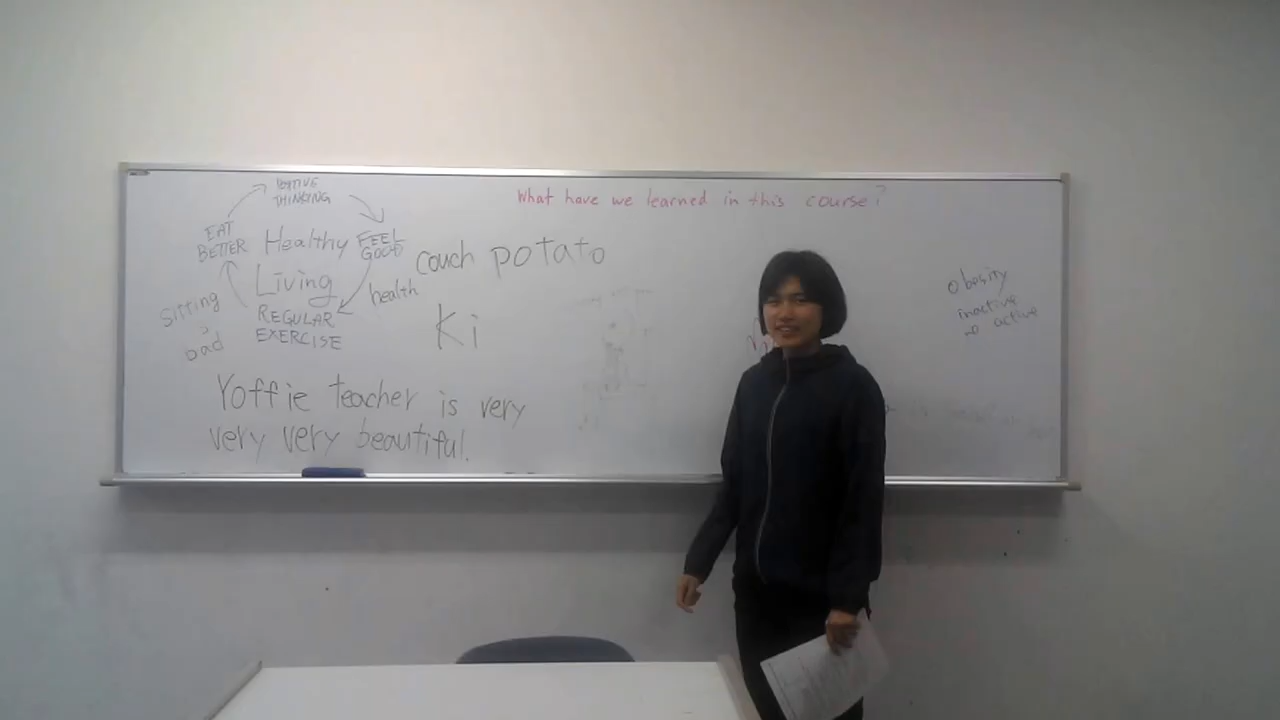 What have we learned in this course?
POSITIVE
THINKING
EAT
BETTER
Healthy
Living
FEEL
GOOD
REGULAR
EXERCISE
health
Sitting
bad
couch potato
Ki
Yoffie teacher is very
very very beautiful.
obesity
inactive
no active